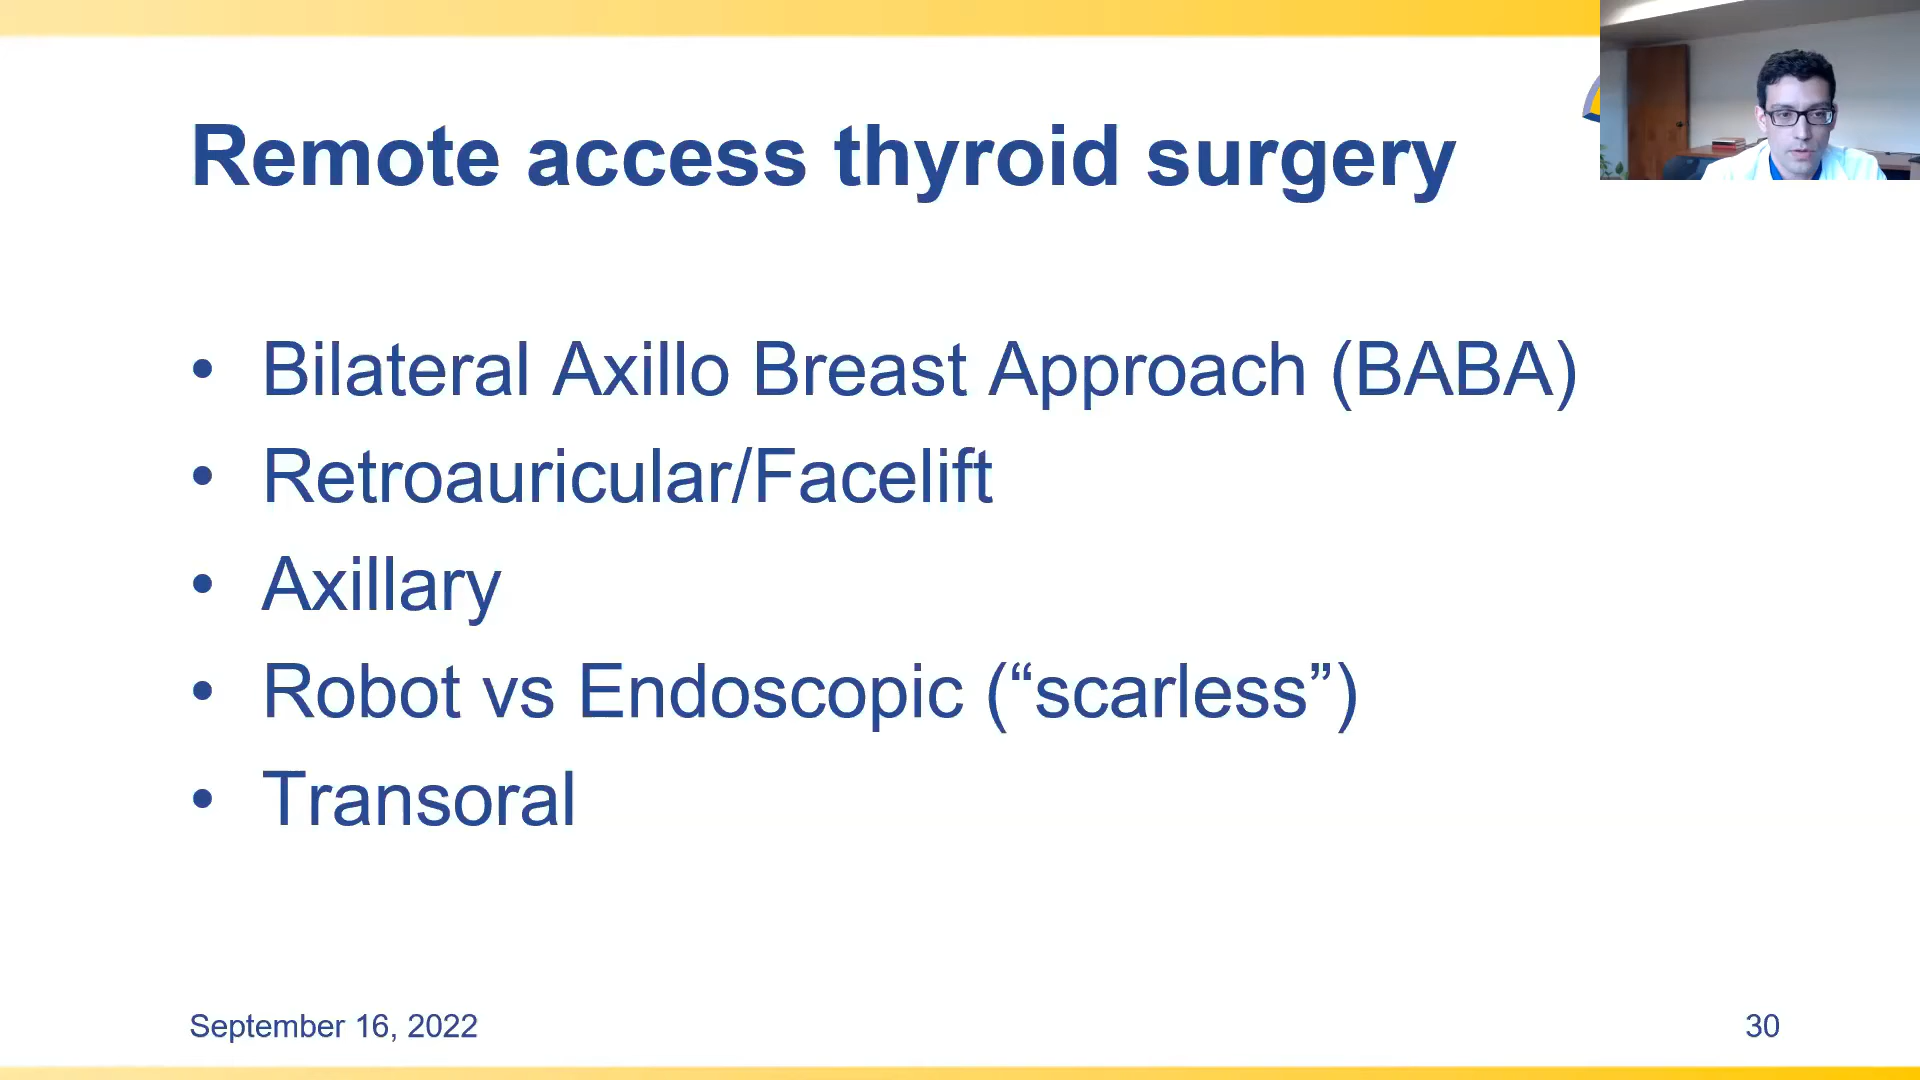 Remote access thyroid surgery
• Bilateral Axillo Breast Approach (BABA)
• Retroauricular/Facelift
• Axillary
• Robot vs Endoscopic (“scarless”)
• Transoral
September 16, 2022
30